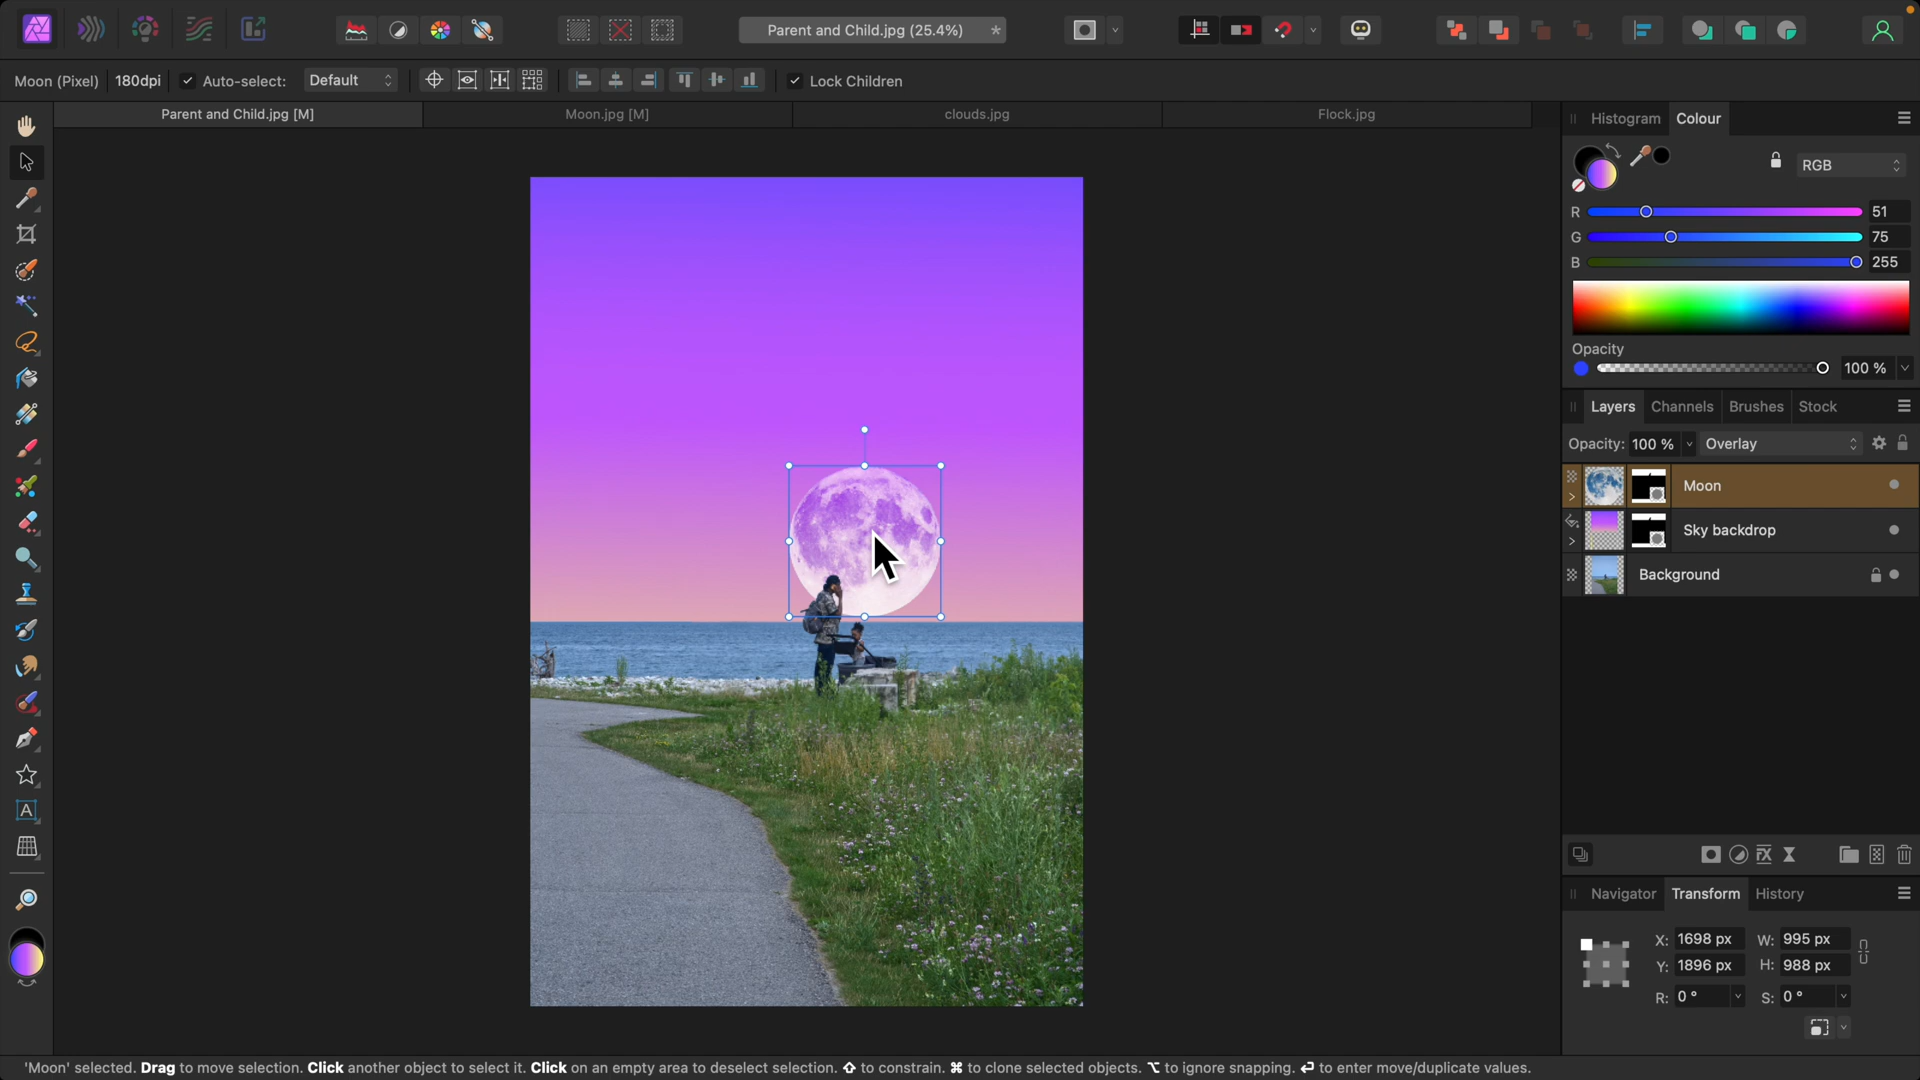 Parent and Child.jpg (25.4%) *
Moon (Pixel) 180dpi Auto-select: Default Lock Children
Parent and Child.jpg [M] Moon.jpg [M] clouds.jpg Flock.jpg
Histogram Colour
RGB
R 51
G 75
B 255
Opacity
100 %
Layers Channels Brushes Stock
Opacity: 100 % Overlay
Moon
Sky backdrop
Background
FX
A
Navigator Transform History
X: 1698 px W: 995 px
Y: 1896 px H: 988 px
R: 0 ° S: 0 °
'Moon' selected. Drag to move selection. Click another object to select it. Click on an empty area to deselect selection. ⇧ to constrain. ⌘ to clone selected objects. ⌥ to ignore snapping. ↵ to enter move/duplicate values.